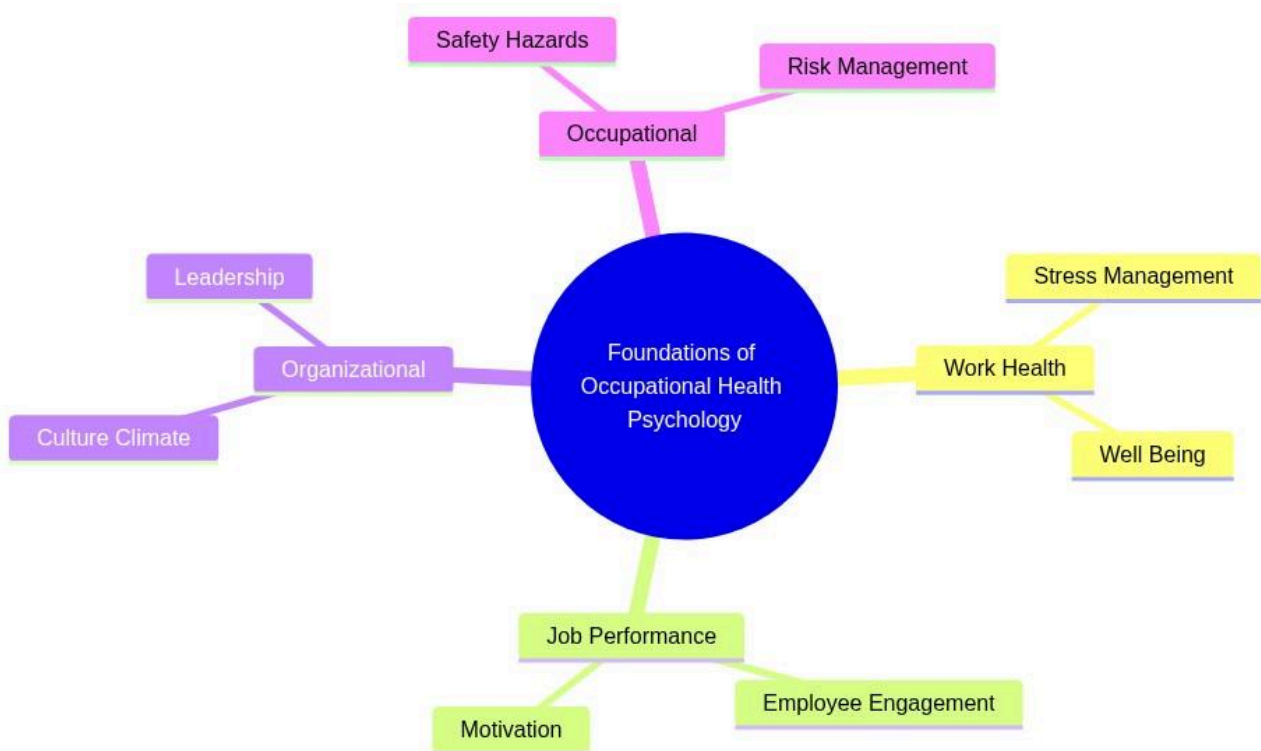 Safety Hazards
Risk Management
Occupational
Leadership
Stress Management
Organizational
Foundations of
Occupational Health
Psychology
Work Health
Culture Climate
Well Being
Job Performance
Employee Engagement
Motivation